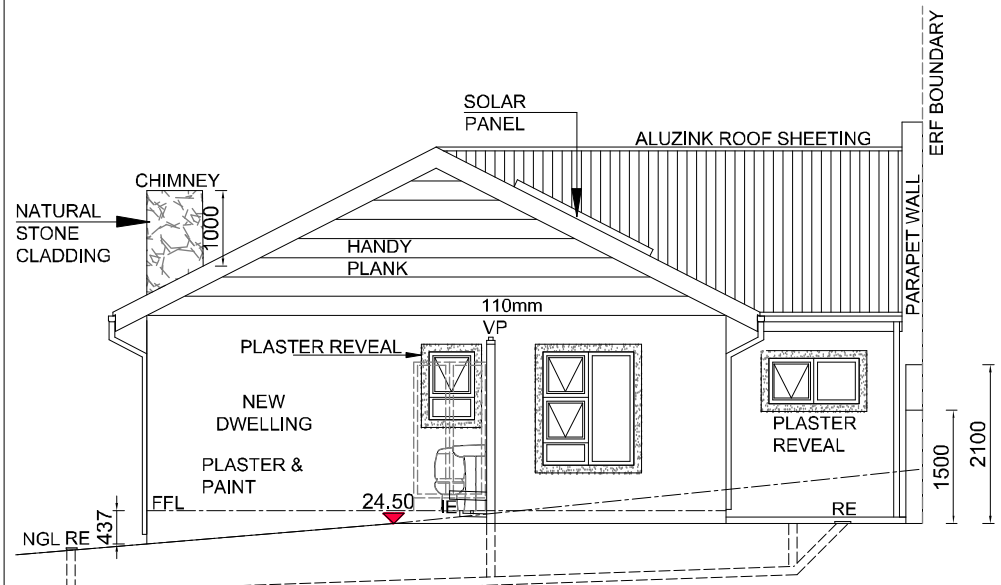 SOLAR
PANEL
ALUZINK ROOF SHEETING
ERF BOUNDARY
CHIMNEY
NATURAL
STONE
CLADDING
1000
HANDY
PLANK
PARAPET WALL
110mm
VP
PLASTER REVEAL
NEW
DWELLING
PLASTER &
PAINT
PLASTER
REVEAL
1500
2100
FFL
24.50
IE
RE
437
NGL RE